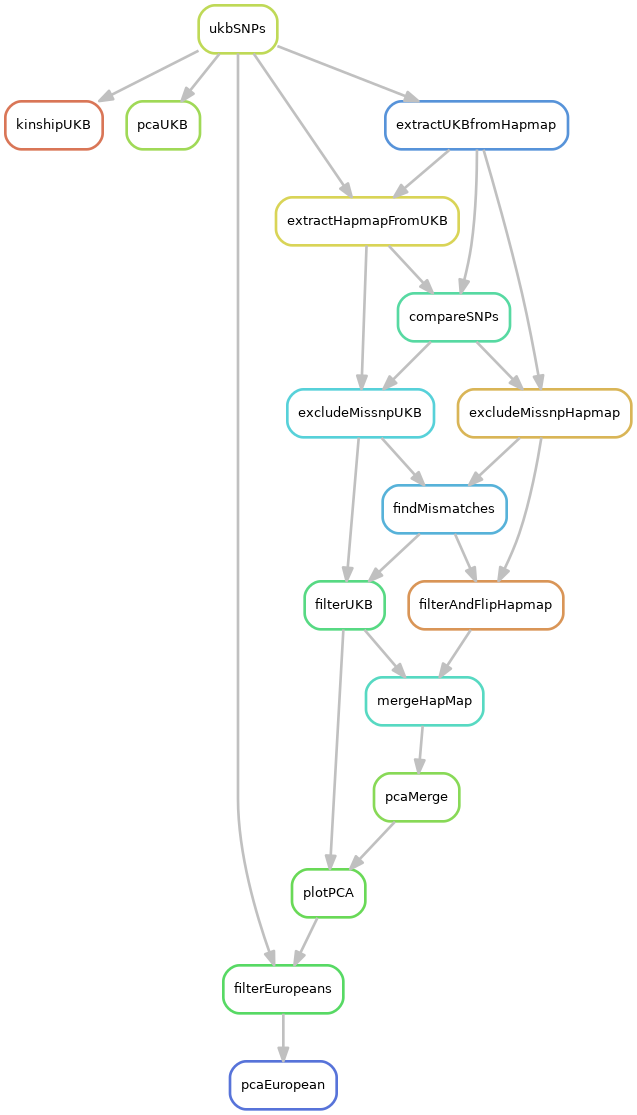 ukbSNPs
kinshipUKB
pcaUKB
extractUKBfromHapmap
extractHapmapFromUKB
compareSNPs
excludeMissnpUKB
excludeMissnpHapmap
findMismatches
filterUKB
filterAndFlipHapmap
mergeHapMap
pcaMerge
plotPCA
filterEuropeans
pcaEuropean